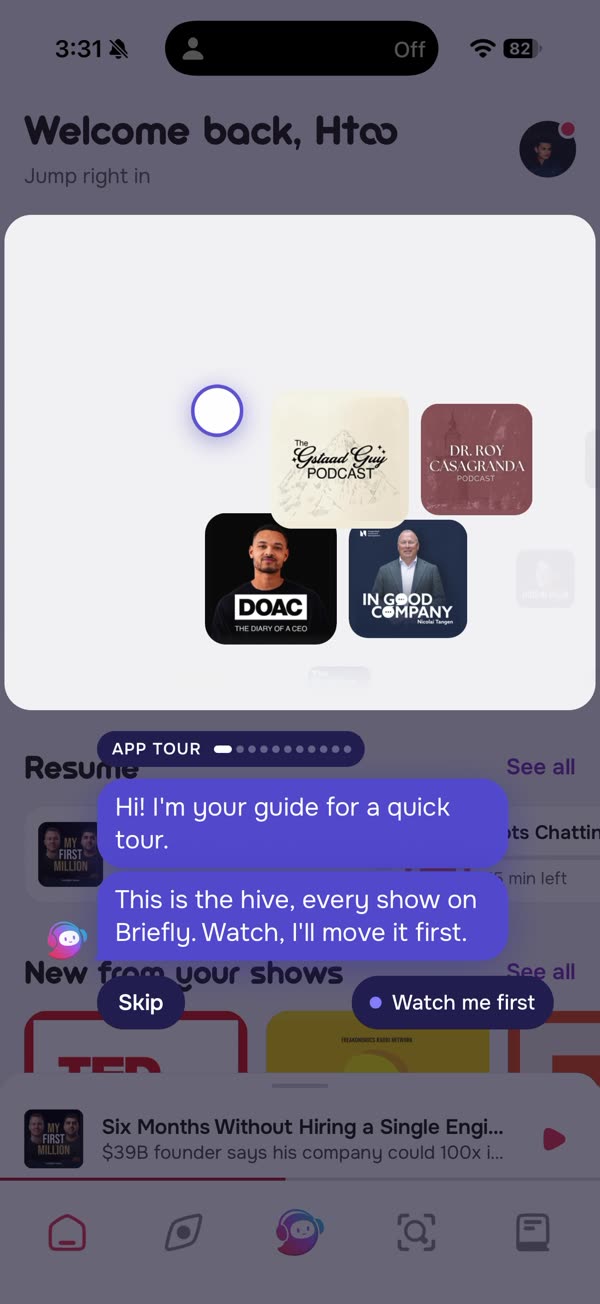 3:31
Off
82
Welcome back, Htoo
Jump right in
The
Gstaad Guy
PODCAST
DR. ROY
CASAGRANDA
PODCAST
DOAC
THE DIARY OF A CEO
IN GOOD
COMPANY
Nicolai Tangen
APP TOUR
Resume
See all
Hi! I'm your guide for a quick
tour.
MY
FIRST
MILLION
ots Chattin
5 min left
This is the hive, every show on
Briefly. Watch, I'll move it first.
New from your shows
See all
Skip
Watch me first
TED
FREAKONOMICS RADIO NETWORK
MY
FIRST
MILLION
Six Months Without Hiring a Single Engi...
$39B founder says his company could 100x i...